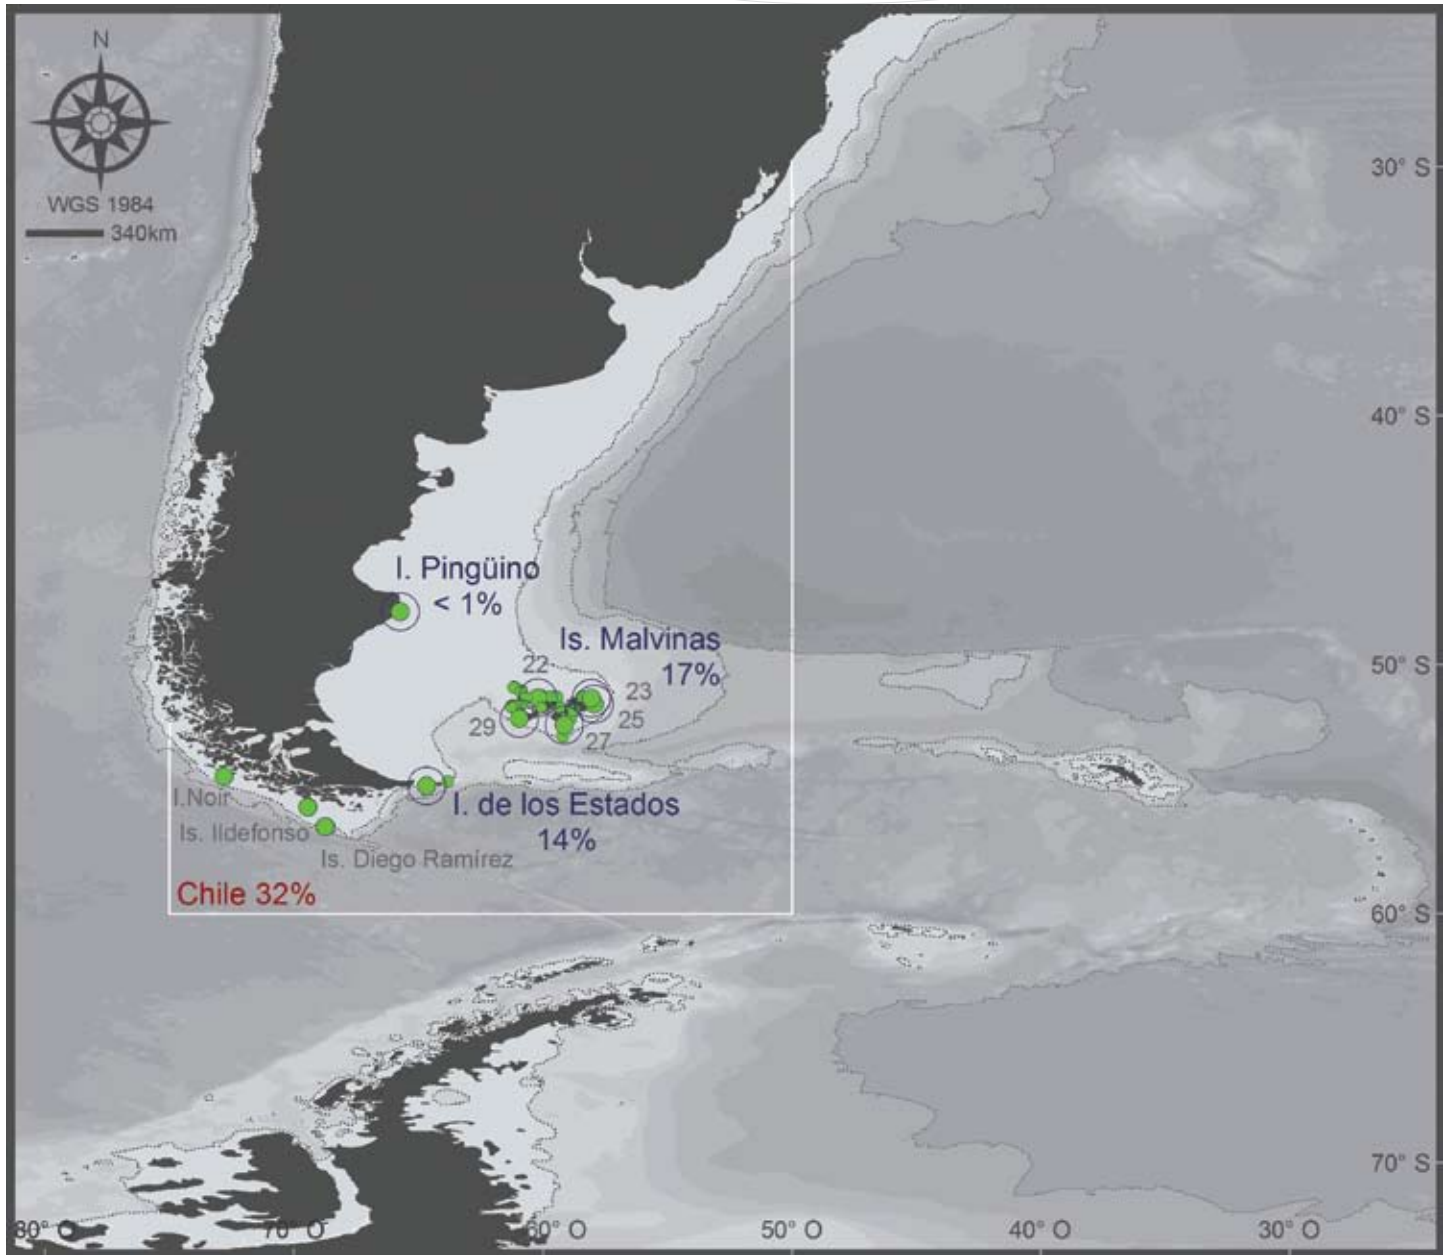 N
WGS 1984
340km
30° S
40° S
I. Pingüino
< 1%
Is. Malvinas
17%
50° S
22
23
25
29
27
I.Noir
I. de los Estados
14%
Is. Ildefonso
Is. Diego Ramírez
Chile 32%
60° S
70° S
80° O
70° O
60° O
50° O
40° O
30° O